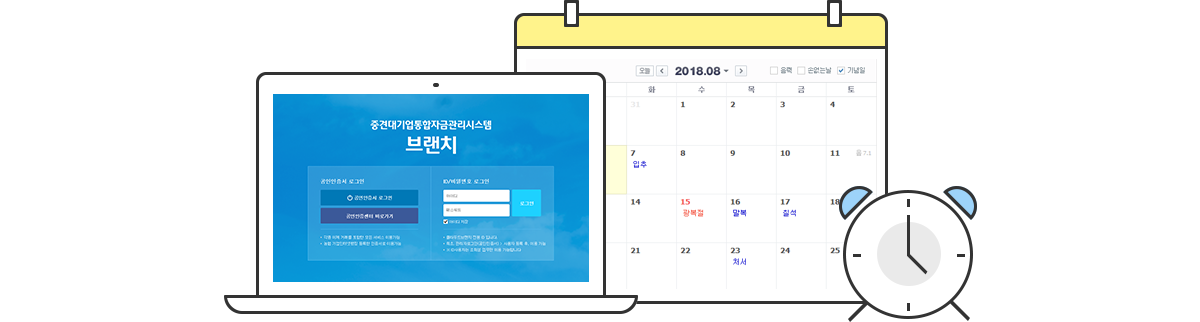 중견대기업통합자금관리시스템
브랜치
공인인증서 로그인
공인인증서 로그인
공인인증센터 바로가기
ID/비밀번호 로그인
아이디
비밀번호
로그인
아이디 저장
오늘 < 2018.08 > 음력 손없는날 기념일
화 수 목 금 토
31 1 2 3 4
7 8 9 10 11 음 7.1
입추
14 15 16 17 18
광복절 말복 칠석
21 22 23 24 25
처서